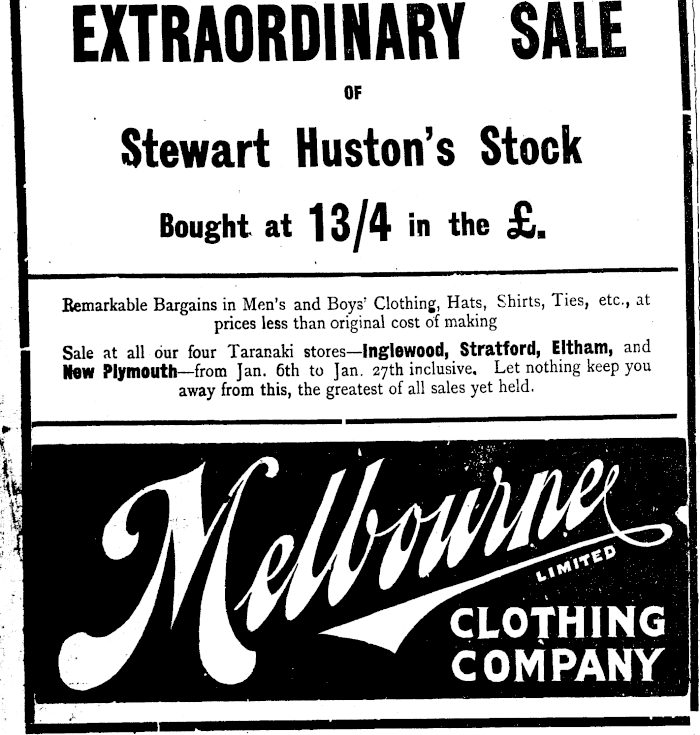 EXTRAORDINARY SALE
OF
Stewart Huston's Stock
Bought at 13/4 in the £.
Remarkable Bargains in Men's and Boys' Clothing, Hats, Shirts, Ties, etc., at
prices less than original cost of making
Sale at all our four Taranaki stores—Inglewood, Stratford, Eltham, and
New Plymouth—from Jan. 6th to Jan. 27th inclusive. Let nothing keep you
away from this, the greatest of all sales yet held.
Melbourne
LIMITED
CLOTHING
COMPANY